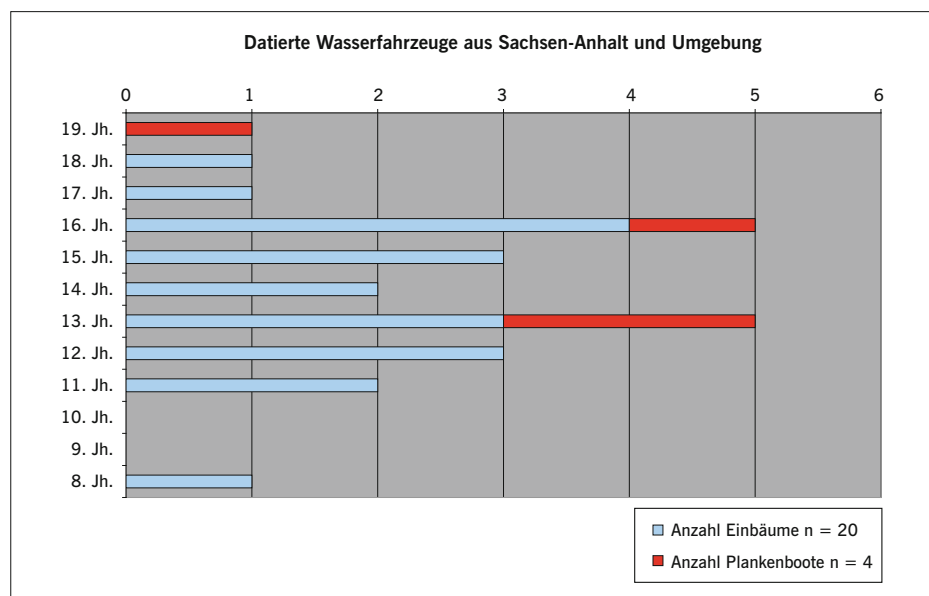 Datierte Wasserfahrzeuge aus Sachsen-Anhalt und Umgebung
0 1 2 3 4 5 6
19. Jh.
18. Jh.
17. Jh.
16. Jh.
15. Jh.
14. Jh.
13. Jh.
12. Jh.
11. Jh.
10. Jh.
9. Jh.
8. Jh.
Anzahl Einbäume n = 20
Anzahl Plankenboote n = 4